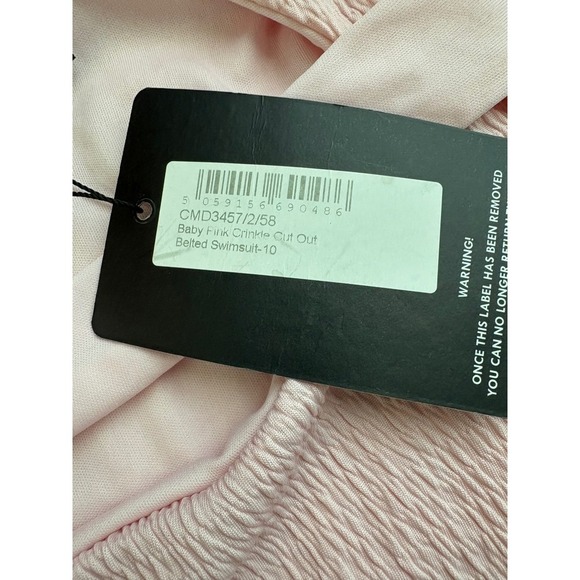 5 059156 690486
CMD3457/2/58
Baby Pink Crinkle Cut Out
Belted Swimsuit-10
WARNING!
ONCE THIS LABEL HAS BEEN REMOVED
YOU CAN NO LONGER RETURN